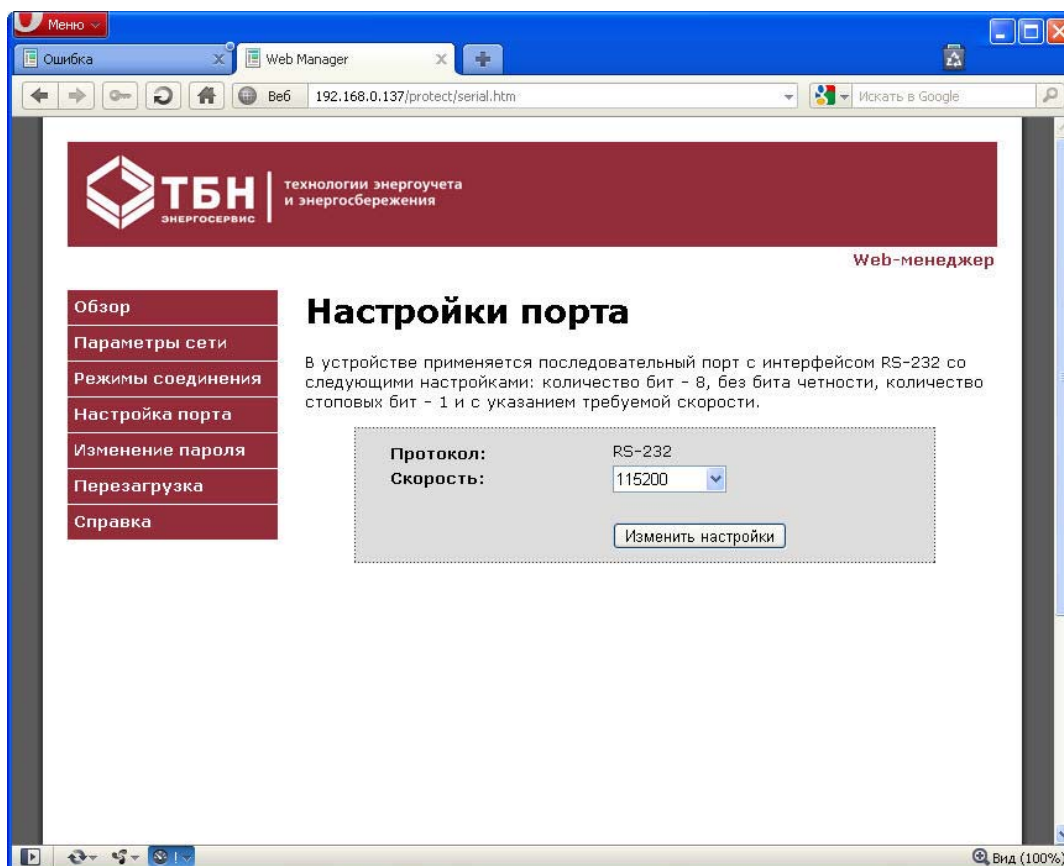 Меню
Ошибка
Web Manager
Веб
192.168.0.137/protect/serial.htm
Искать в Google
ТБН
ЭНЕРГОСЕРВИС
технологии энергоучета
и энергосбережения
Web-менеджер
Обзор
Параметры сети
Режимы соединения
Настройка порта
Изменение пароля
Перезагрузка
Справка
Настройки порта
В устройстве применяется последовательный порт с интерфейсом RS-232 со
следующими настройками: количество бит - 8, без бита четности, количество
стоповых бит - 1 и с указанием требуемой скорости.
Протокол:
RS-232
Скорость:
115200
Изменить настройки
Вид (100%)